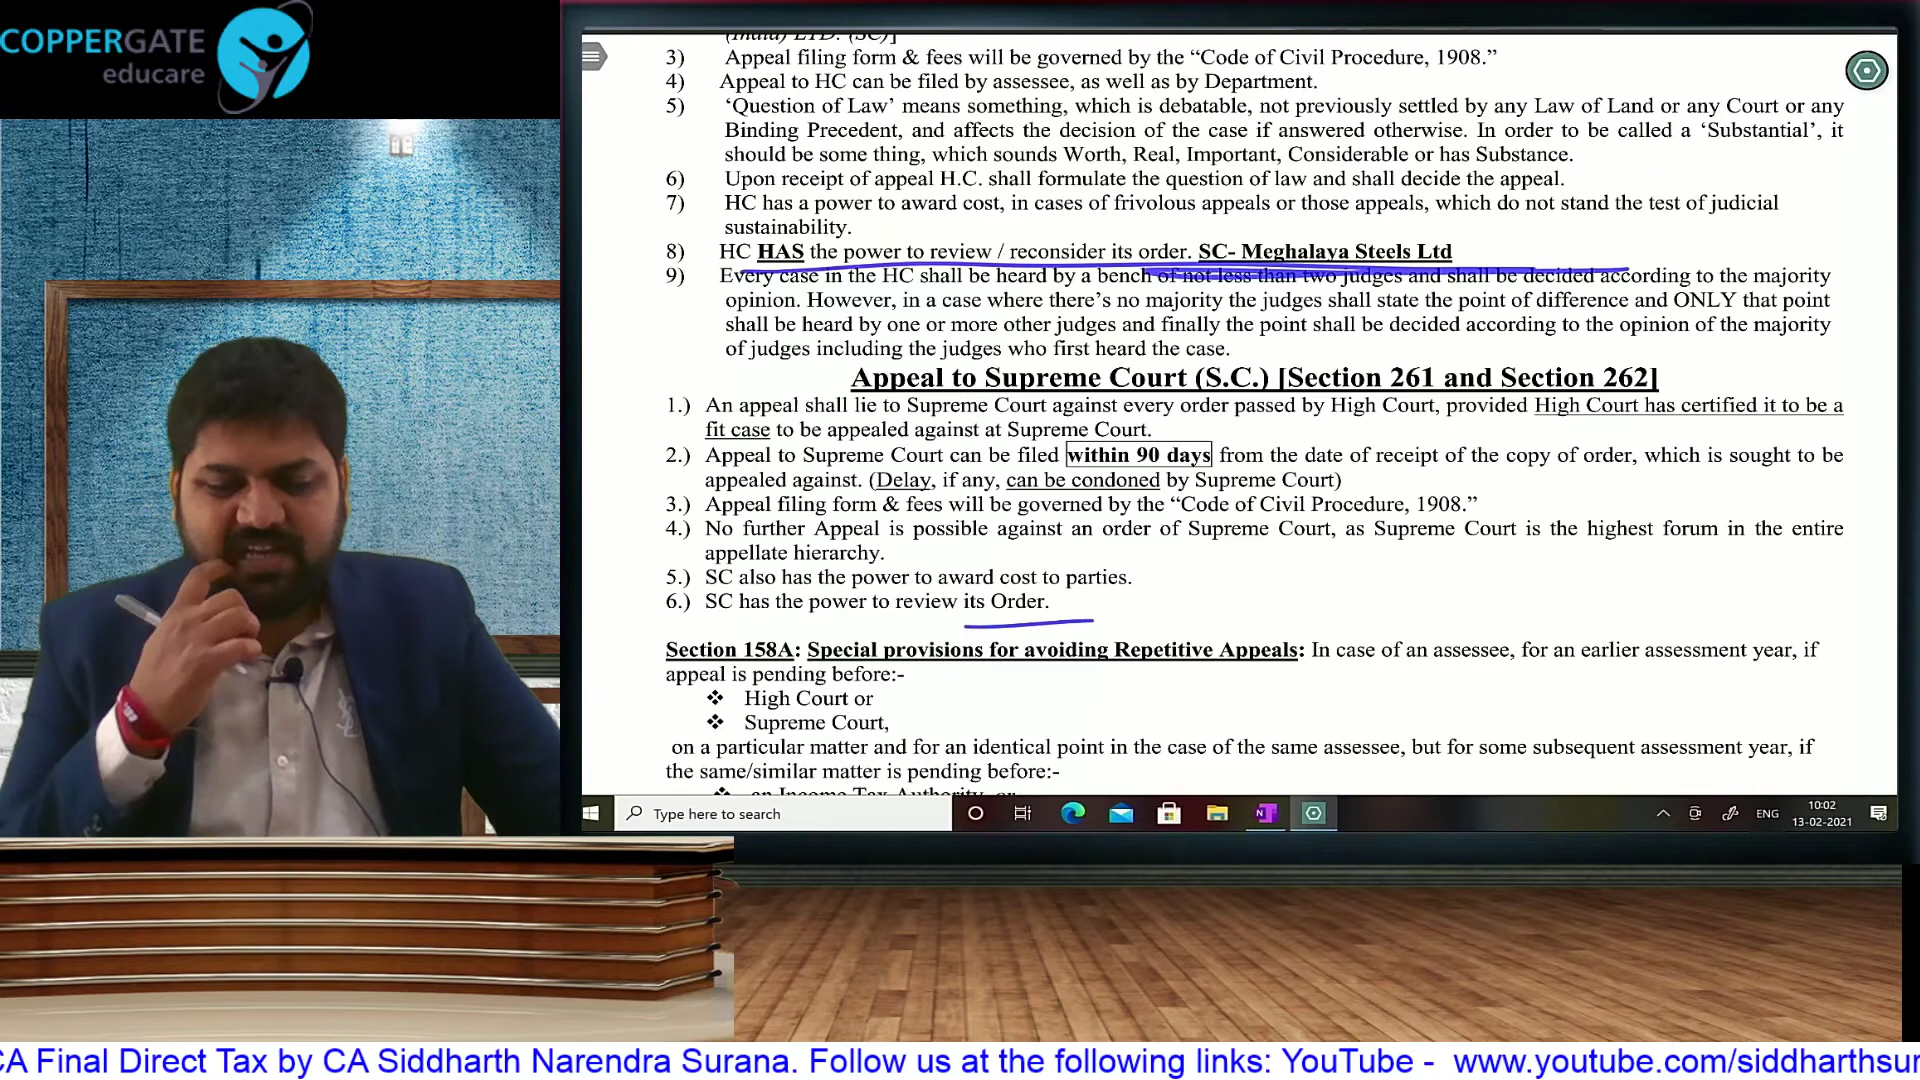 COPPERGATE
educare
(India) LTD. (SC)]
3) Appeal filing form & fees will be governed by the “Code of Civil Procedure, 1908.”
4) Appeal to HC can be filed by assessee, as well as by Department.
5) ‘Question of Law’ means something, which is debatable, not previously settled by any Law of Land or any Court or any
Binding Precedent, and affects the decision of the case if answered otherwise. In order to be called a ‘Substantial’, it
should be some thing, which sounds Worth, Real, Important, Considerable or has Substance.
6) Upon receipt of appeal H.C. shall formulate the question of law and shall decide the appeal.
7) HC has a power to award cost, in cases of frivolous appeals or those appeals, which do not stand the test of judicial
sustainability.
8) HC HAS the power to review / reconsider its order. SC- Meghalaya Steels Ltd
9) Every case in the HC shall be heard by a bench of not less than two judges and shall be decided according to the majority
opinion. However, in a case where there’s no majority the judges shall state the point of difference and ONLY that point
shall be heard by one or more other judges and finally the point shall be decided according to the opinion of the majority
of judges including the judges who first heard the case.
Appeal to Supreme Court (S.C.) [Section 261 and Section 262]
1.) An appeal shall lie to Supreme Court against every order passed by High Court, provided High Court has certified it to be a
fit case to be appealed against at Supreme Court.
2.) Appeal to Supreme Court can be filed within 90 days from the date of receipt of the copy of order, which is sought to be
appealed against. (Delay, if any, can be condoned by Supreme Court)
3.) Appeal filing form & fees will be governed by the “Code of Civil Procedure, 1908.”
4.) No further Appeal is possible against an order of Supreme Court, as Supreme Court is the highest forum in the entire
appellate hierarchy.
5.) SC also has the power to award cost to parties.
6.) SC has the power to review its Order.
Section 158A: Special provisions for avoiding Repetitive Appeals: In case of an assessee, for an earlier assessment year, if
appeal is pending before:-
❖ High Court or
❖ Supreme Court,
on a particular matter and for an identical point in the case of the same assessee, but for some subsequent assessment year, if
the same/similar matter is pending before:-
❖ an Income Tax Authority, or
Type here to search
ENG
10:02
13-02-2021
CA Final Direct Tax by CA Siddharth Narendra Surana. Follow us at the following links: YouTube - www.youtube.com/siddharthsur